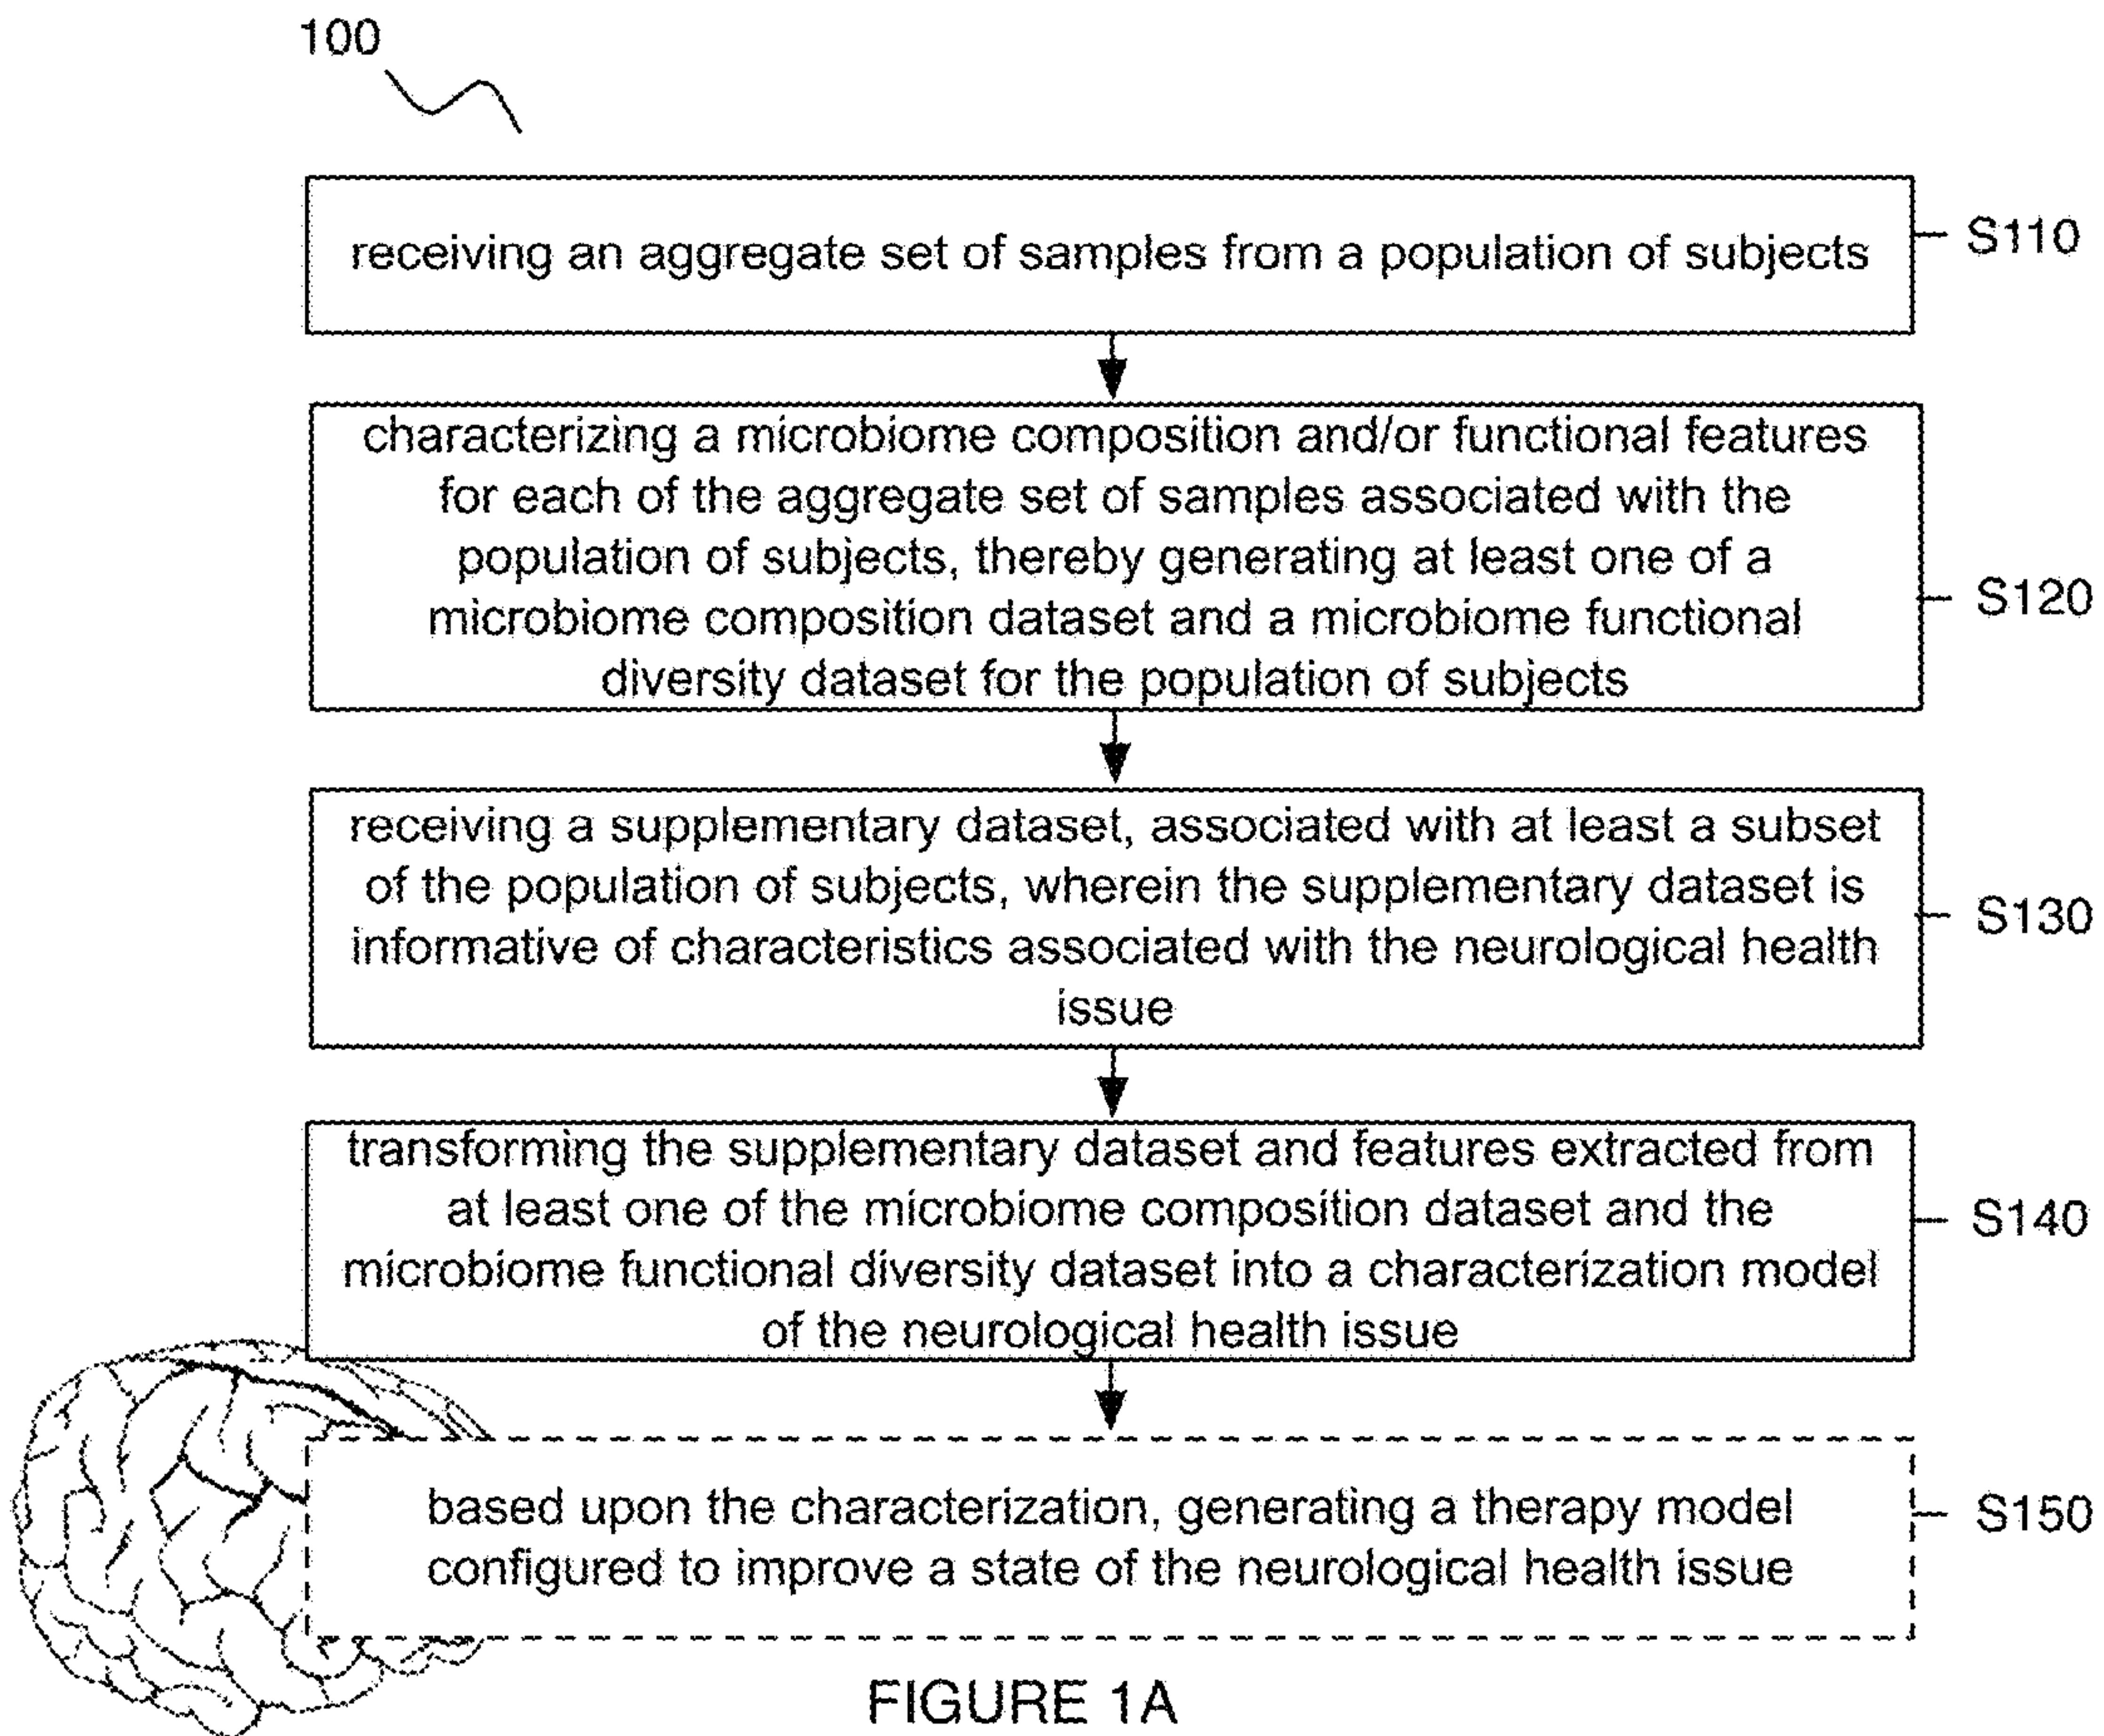 100
receiving an aggregate set of samples from a population of subjects
S110
characterizing a microbiome composition and/or functional features
for each of the aggregate set of samples associated with the
population of subjects, thereby generating at least one of a
microbiome composition dataset and a microbiome functional
diversity dataset for the population of subjects
S120
receiving a supplementary dataset, associated with at least a subset
of the population of subjects, wherein the supplementary dataset is
informative of characteristics associated with the neurological health
issue
S130
transforming the supplementary dataset and features extracted from
at least one of the microbiome composition dataset and the
microbiome functional diversity dataset into a characterization model
of the neurological health issue
S140
based upon the characterization, generating a therapy model
configured to improve a state of the neurological health issue
S150
FIGURE 1A